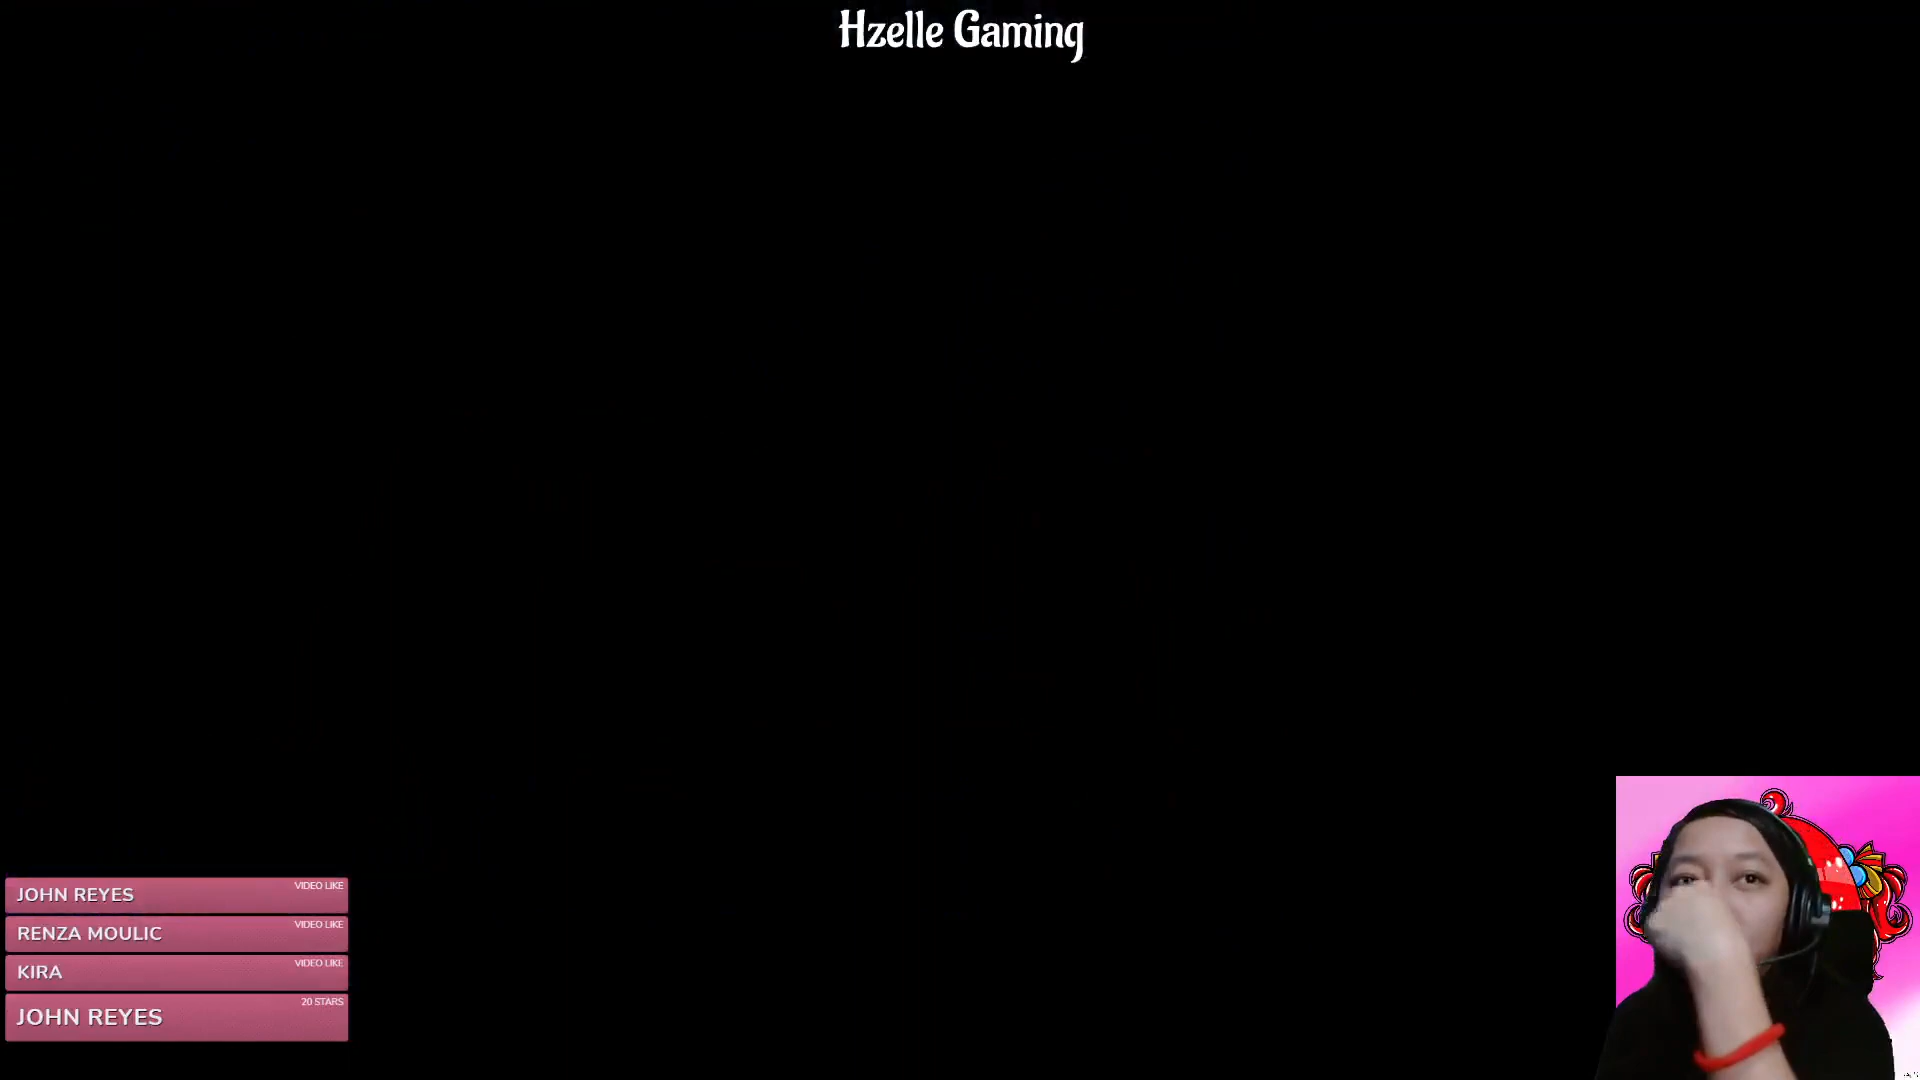 Hzelle Gaming
JOHN REYES VIDEO LIKE
RENZA MOULIC VIDEO LIKE
KIRA VIDEO LIKE
JOHN REYES 20 STARS